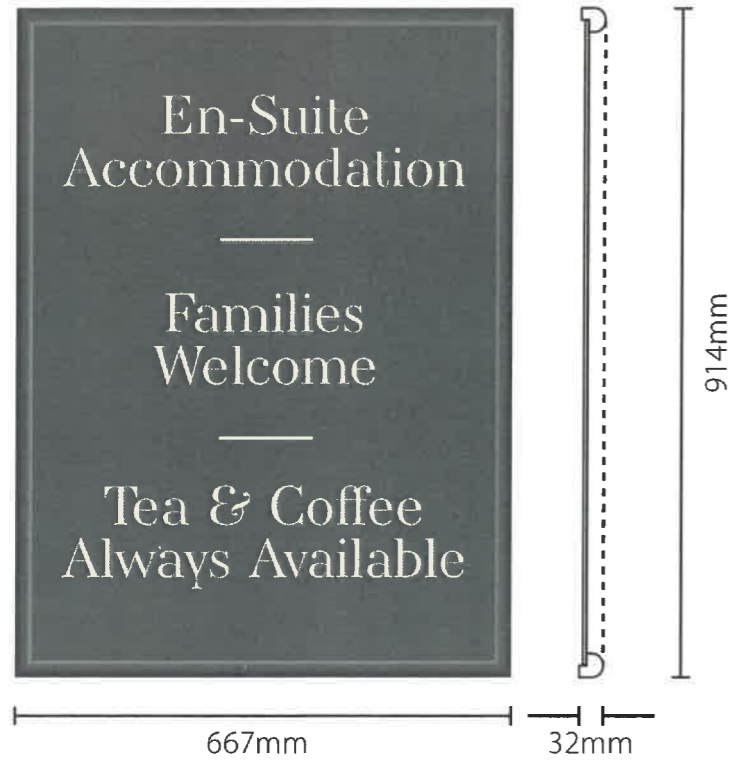 En-Suite
Accommodation
Families
Welcome
Tea & Coffee
Always Available
914mm
667mm
32mm